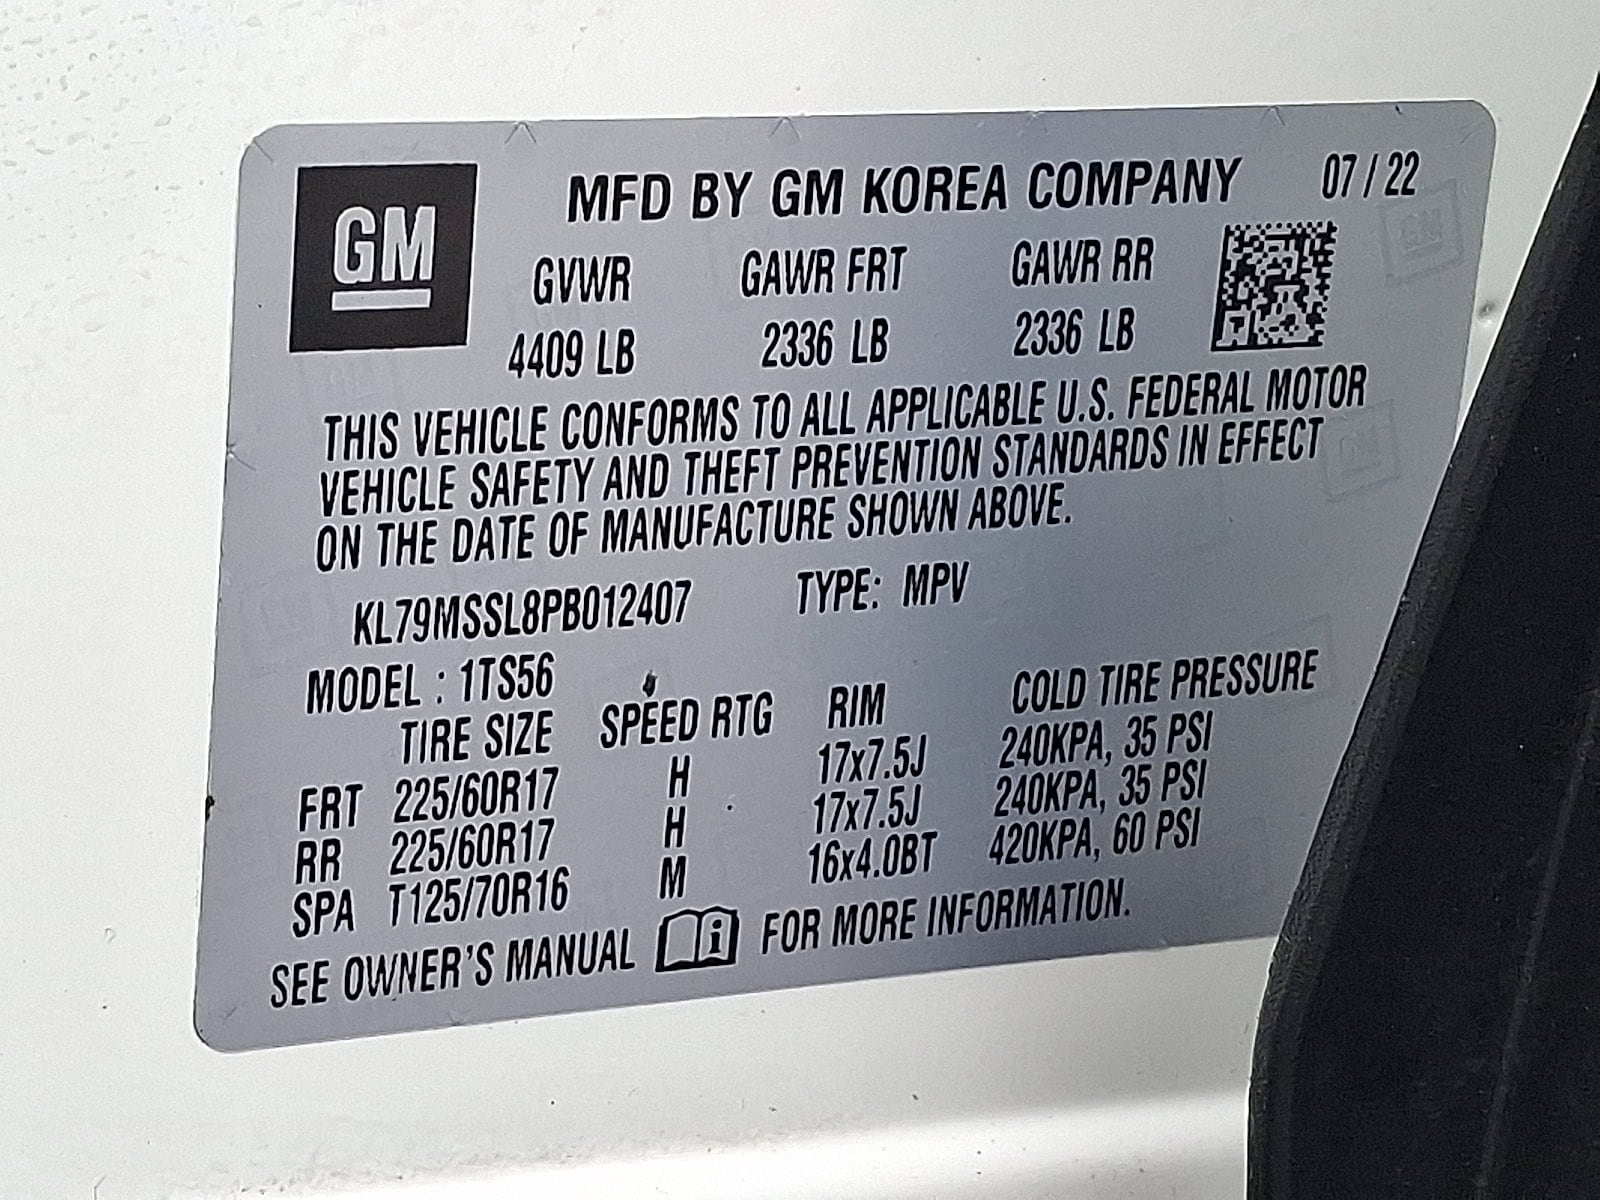 GM
MFD BY GM KOREA COMPANY 07/22
GVWR GAWR FRT GAWR RR
4409 LB 2336 LB 2336 LB
THIS VEHICLE CONFORMS TO ALL APPLICABLE U.S. FEDERAL MOTOR
VEHICLE SAFETY AND THEFT PREVENTION STANDARDS IN EFFECT
ON THE DATE OF MANUFACTURE SHOWN ABOVE.
KL79MSSL8PB012407 TYPE: MPV
MODEL : 1TS56
TIRE SIZE SPEED RTG RIM COLD TIRE PRESSURE
FRT 225/60R17 H 17x7.5J 240KPA, 35 PSI
RR 225/60R17 H 17x7.5J 240KPA, 35 PSI
SPA T125/70R16 M 16x4.0BT 420KPA, 60 PSI
SEE OWNER'S MANUAL i FOR MORE INFORMATION.